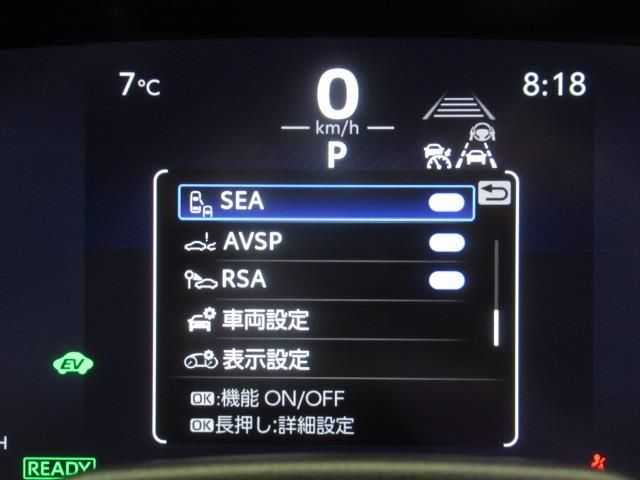 7°C
0
8:18
km/h
P
SEA
AVSP
RSA
車両設定
表示設定
EV
OK:機能 ON/OFF
OK長押し:詳細設定
H
READY